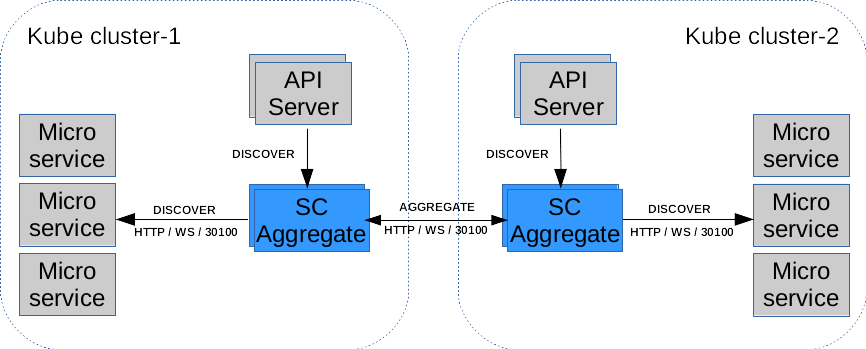 Kube cluster-1
Kube cluster-2
API
Server
API
Server
DISCOVER
DISCOVER
Micro
service
Micro
service
Micro
service
DISCOVER
HTTP / WS / 30100
SC
Aggregate
AGGREGATE
HTTP / WS / 30100
SC
Aggregate
DISCOVER
HTTP / WS / 30100
Micro
service
Micro
service
Micro
service